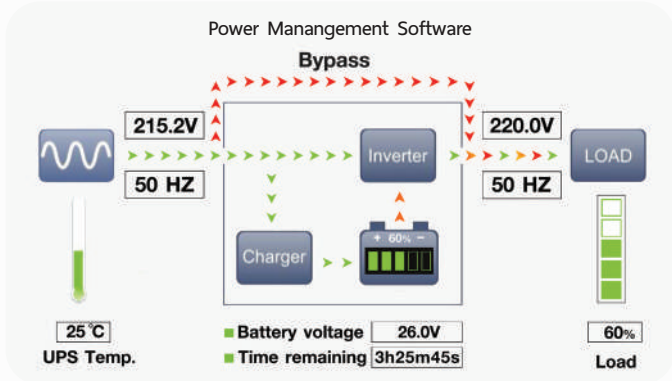 Power Manangement Software
Bypass
215.2V
220.0V
Inverter
LOAD
50 HZ
50 HZ
+ 60% −
Charger
25°C
Battery voltage 26.0V
60%
UPS Temp.
Time remaining 3h25m45s
Load